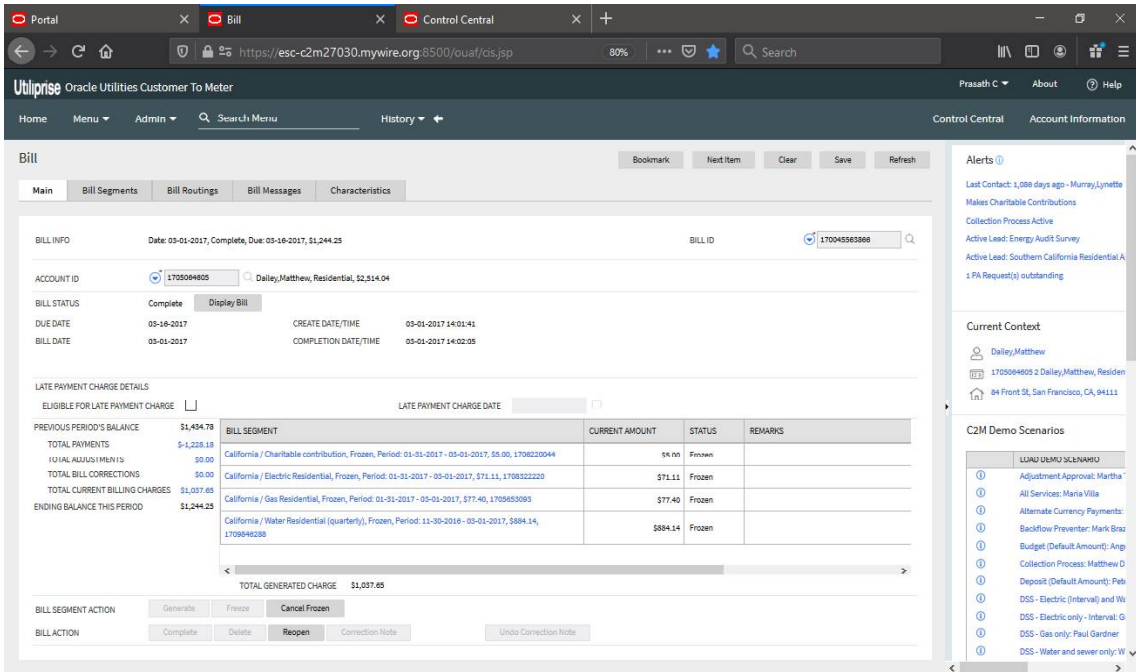 Portal
Bill
Control Central
https://esc-c2m27030.mywire.org:8500/ouaf/cis.jsp
80%
Search
Utiliprise Oracle Utilities Customer To Meter
Prasath C
About
Help
Home
Menu
Admin
Search Menu
History
Control Central
Account Information
Bill
Bookmark
Next Item
Clear
Save
Refresh
Main
Bill Segments
Bill Routings
Bill Messages
Characteristics
BILL INFO
Date: 03-01-2017, Complete, Due: 03-16-2017, $1,244.25
BILL ID
170045563866
ACCOUNT ID
1705064605
Dailey,Matthew, Residential, $2,514.04
BILL STATUS
Complete
Display Bill
DUE DATE
03-16-2017
CREATE DATE/TIME
03-01-2017 14:01:41
BILL DATE
03-01-2017
COMPLETION DATE/TIME
03-01-2017 14:02:05
LATE PAYMENT CHARGE DETAILS
ELIGIBLE FOR LATE PAYMENT CHARGE
LATE PAYMENT CHARGE DATE
PREVIOUS PERIOD'S BALANCE $1,434.78
TOTAL PAYMENTS $-1,228.18
TOTAL ADJUSTMENTS $0.00
TOTAL BILL CORRECTIONS $0.00
TOTAL CURRENT BILLING CHARGES $1,037.65
ENDING BALANCE THIS PERIOD $1,244.25
BILL SEGMENT CURRENT AMOUNT STATUS REMARKS
California / Charitable contribution, Frozen, Period: 01-31-2017 - 03-01-2017, $5.00, 1706220044 $5.00 Frozen
California / Electric Residential, Frozen, Period: 01-31-2017 - 03-01-2017, $71.11, 1708322220 $71.11 Frozen
California / Gas Residential, Frozen, Period: 01-31-2017 - 03-01-2017, $77.40, 1705653093 $77.40 Frozen
California / Water Residential (quarterly), Frozen, Period: 11-30-2016 - 03-01-2017, $884.14, $884.14 Frozen
1709846288
TOTAL GENERATED CHARGE $1,037.65
BILL SEGMENT ACTION
Generate
Freeze
Cancel Frozen
BILL ACTION
Complete
Delete
Reopen
Correction Note
Undo Correction Note
Alerts
Last Contact: 1,086 days ago - Murray,Lynette
Makes Charitable Contributions
Collection Process Active
Active Lead: Energy Audit Survey
Active Lead: Southern California Residential A
1 PA Request(s) outstanding
Current Context
Dailey,Matthew
1705064605 2 Dailey,Matthew, Residen
84 Front St, San Francisco, CA, 94111
C2M Demo Scenarios
LOAD DEMO SCENARIO
Adjustment Approval: Martha
All Services: Maria Villa
Alternate Currency Payments:
Backflow Preventer: Mark Braz
Budget (Default Amount): Ang
Collection Process: Matthew D
Deposit (Default Amount): Pet
DSS - Electric (Interval) and Wa
DSS - Electric only - Interval: G
DSS - Gas only: Paul Gardner
DSS - Water and sewer only: W